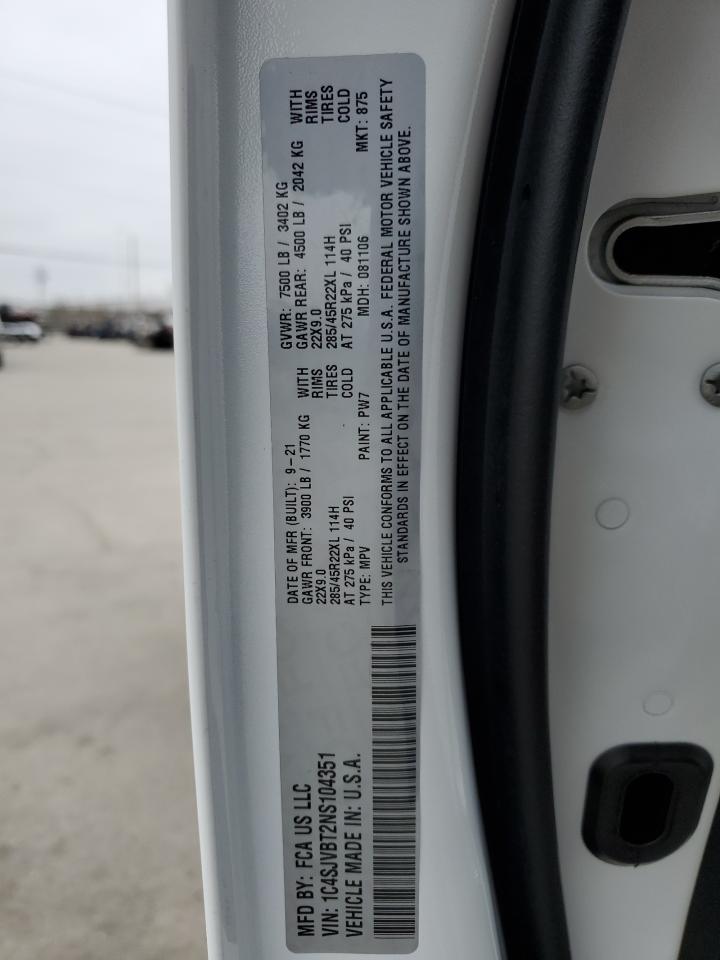 MFD BY: FCA US LLC
VIN: 1C4SJVBT2NS104351
VEHICLE MADE IN: U.S.A.
DATE OF MFR (BUILT): 9-21
GVWR: 7500 LB / 3402 KG
GAWR FRONT: 3900 LB / 1770 KG WITH
GAWR REAR: 4500 LB / 2042 KG WITH
22X9.0 RIMS
22X9.0 RIMS
285/45R22XL 114H TIRES
285/45R22XL 114H TIRES
AT 275 kPa / 40 PSI COLD
AT 275 kPa / 40 PSI COLD
TYPE: MPV PAINT: PW7 MDH: 081106 MKT: 875
THIS VEHICLE CONFORMS TO ALL APPLICABLE U.S.A. FEDERAL MOTOR VEHICLE SAFETY
STANDARDS IN EFFECT ON THE DATE OF MANUFACTURE SHOWN ABOVE.